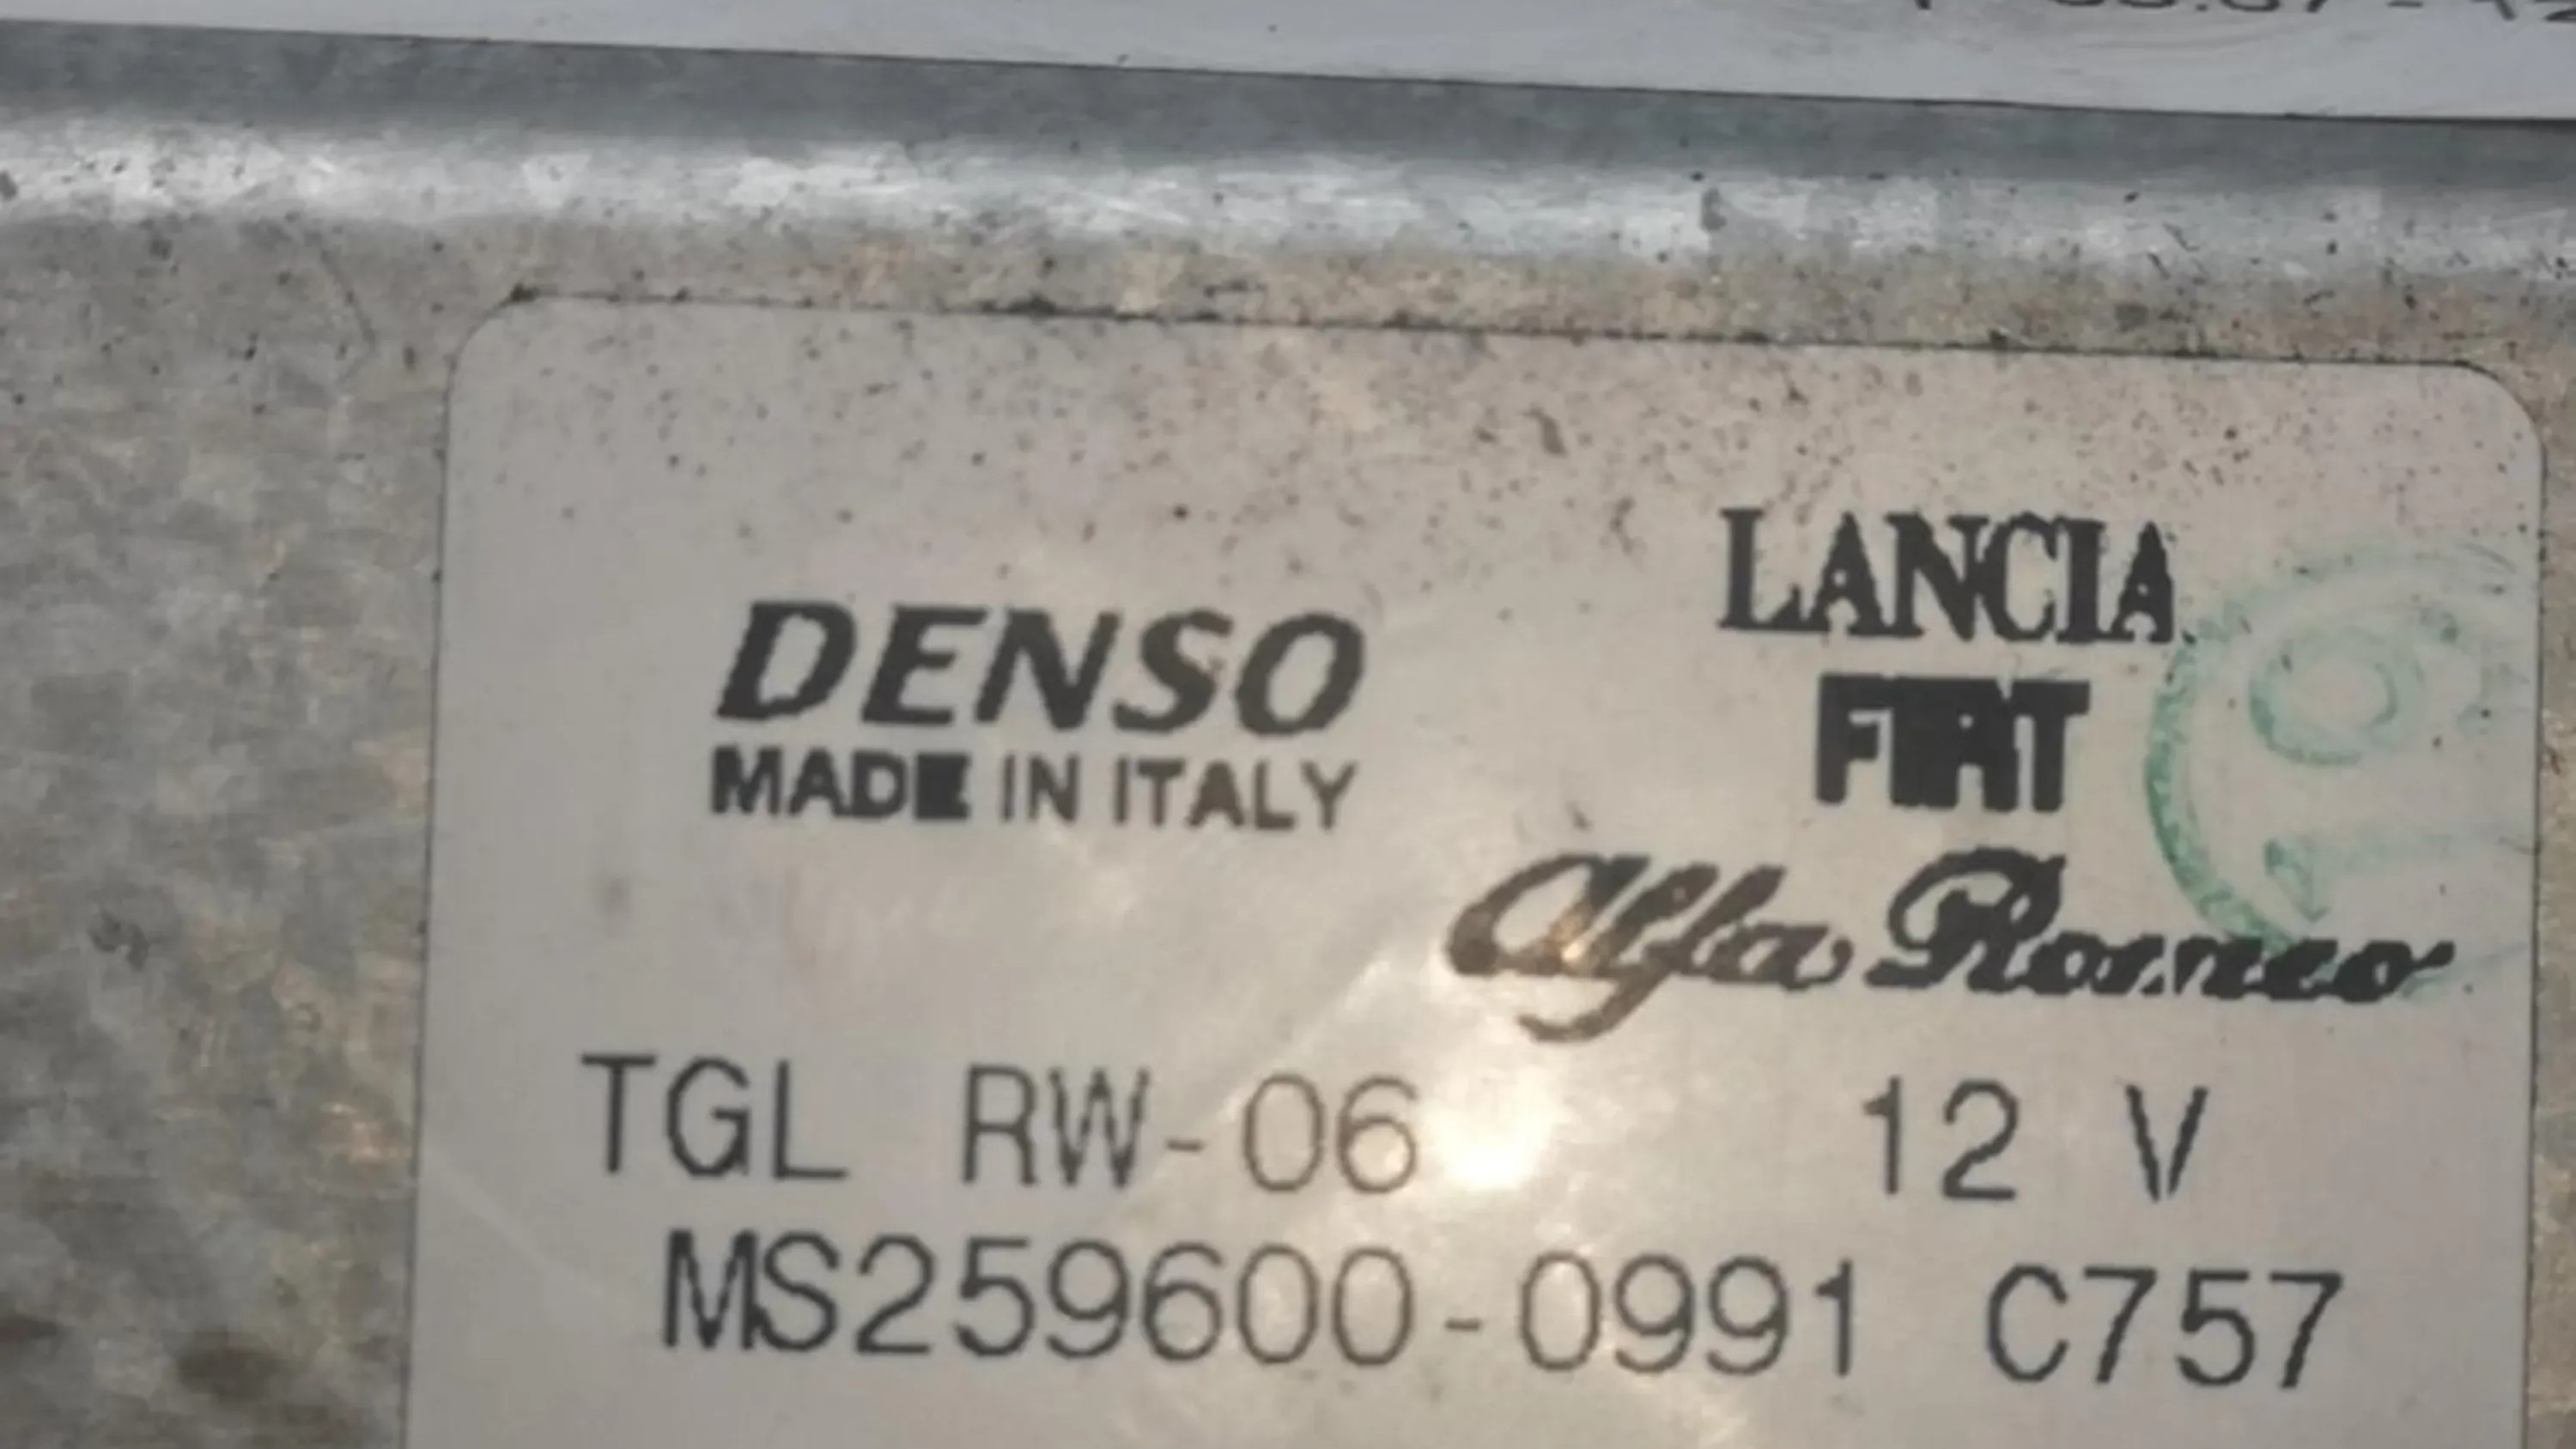 DENSO
MADE IN ITALY
LANCIA
FIAT
Alfa Romeo
TGL RW-06 12 V
MS259600-0991 C757